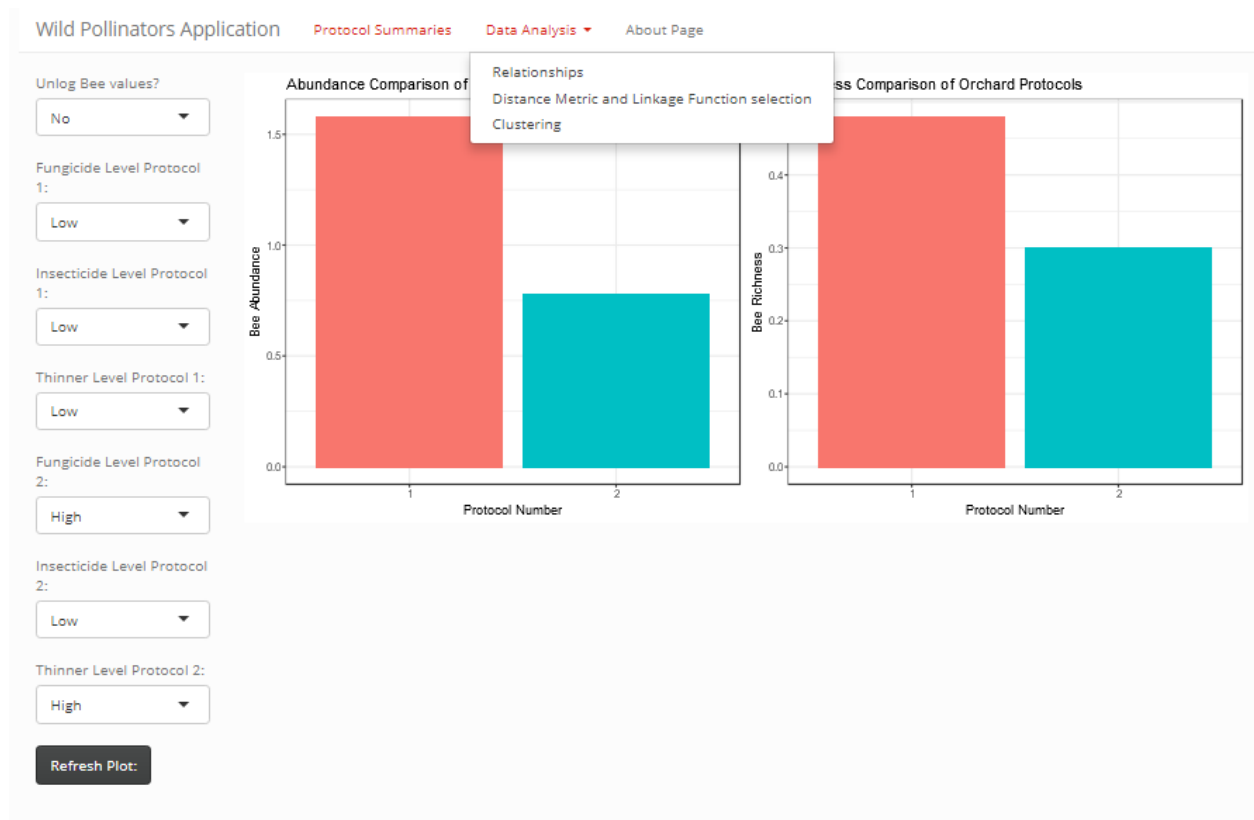 Wild Pollinators Application
Protocol Summaries
Data Analysis
About Page
Relationships
Distance Metric and Linkage Function selection
Clustering
Unlog Bee values?
No
Fungicide Level Protocol
1:
Low
Insecticide Level Protocol
1:
Low
Thinner Level Protocol 1:
Low
Fungicide Level Protocol
2:
High
Insecticide Level Protocol
2:
Low
Thinner Level Protocol 2:
High
Refresh Plot:
Abundance Comparison of
Bee Abundance
1.5
1.0
0.5
0.0
1
2
Protocol Number
ss Comparison of Orchard Protocols
Bee Richness
0.4
0.3
0.2
0.1
0.0
1
2
Protocol Number